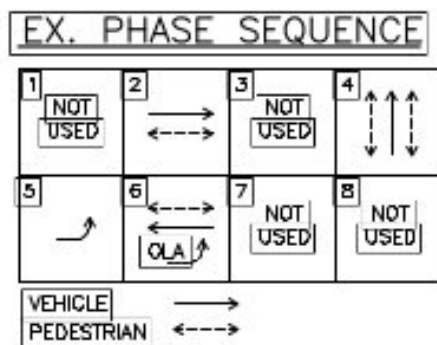 EX. PHASE SEQUENCE
1 2 3 4
NOT NOT
USED USED
5 6 7 8
NOT NOT
OLA USED USED
VEHICLE
PEDESTRIAN